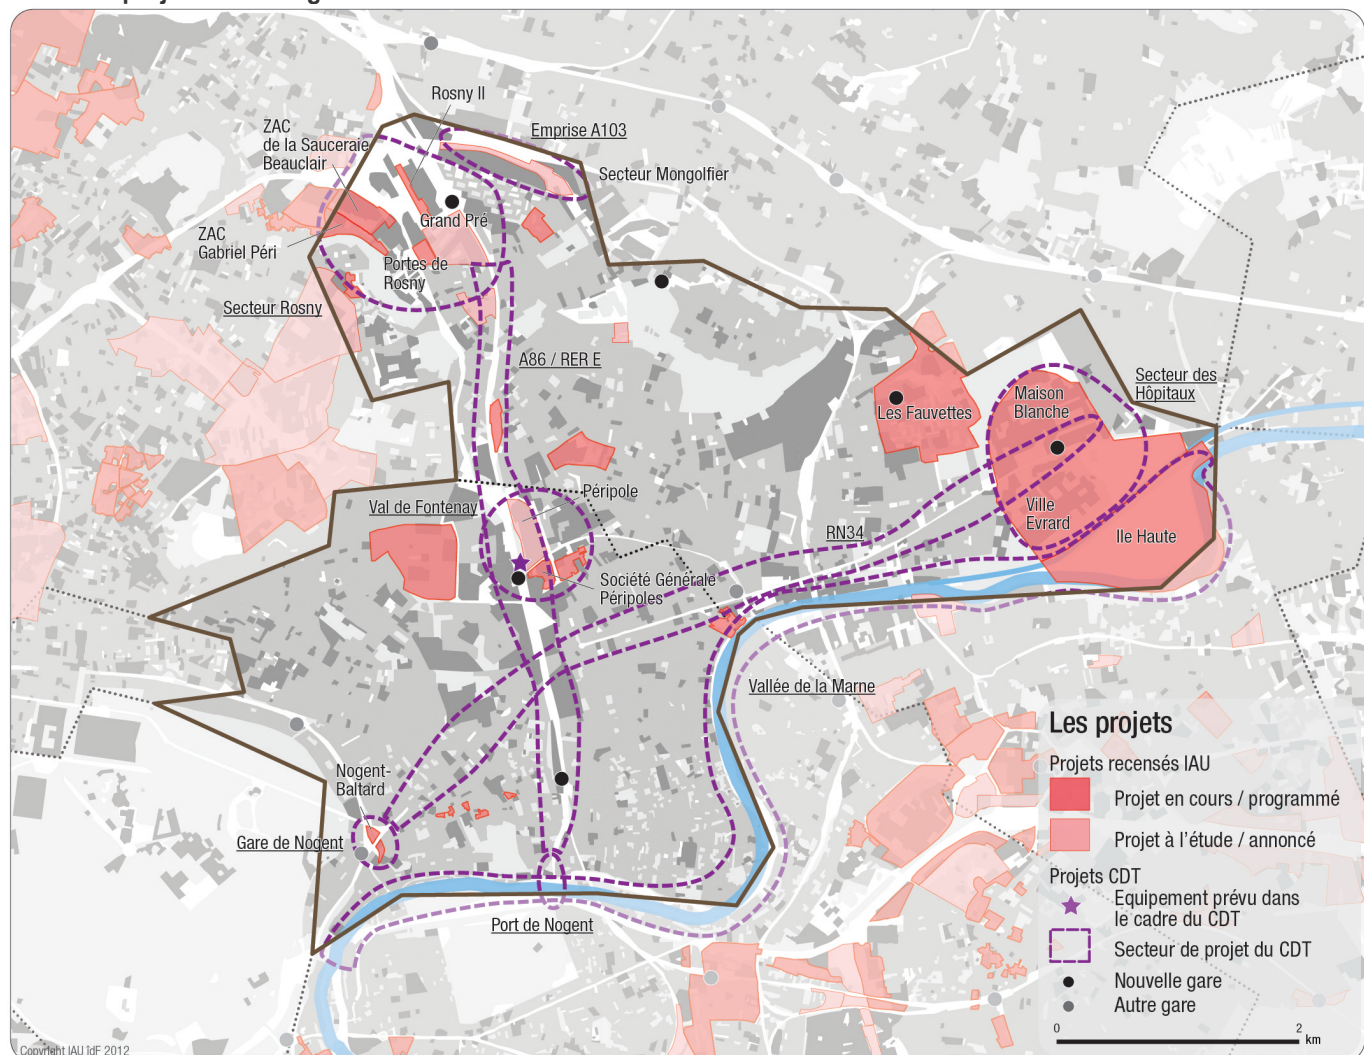 Rosny II
ZAC
de la Sauceraie
Beauclair
Emprise A103
Secteur Mongolfier
Grand Pré
ZAC
Gabriel Péri
Portes de
Rosny
Secteur Rosny
A86 / RER E
Secteur des
Hôpitaux
Maison
Blanche
Les Fauvettes
Péripole
Val de Fontenay
Ville
Evrard
RN34
Ile Haute
Société Générale
Péripoles
Vallée de la Marne
Nogent-
Baltard
Gare de Nogent
Port de Nogent
Les projets
Projets recensés IAU
Projet en cours / programmé
Projet à l'étude / annoncé
Projets CDT
Equipement prévu dans
le cadre du CDT
Secteur de projet du CDT
Nouvelle gare
Autre gare
0 2
km
Copyright IAU îdF 2012